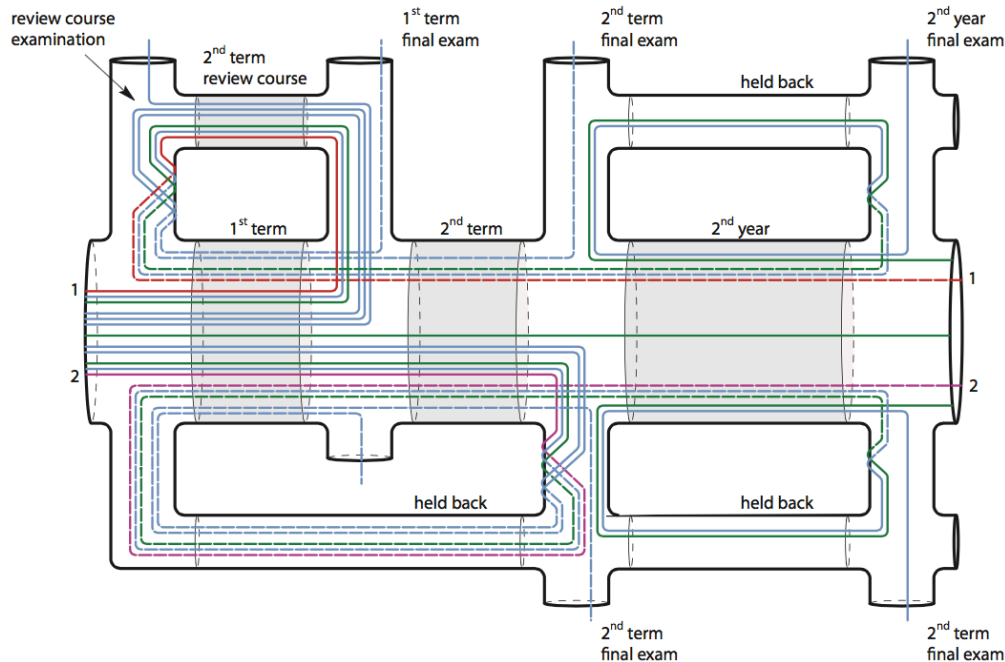 review course
examination
2nd term
review course
1st term
final exam
2nd term
final exam
2nd year
final exam
held back
1st term
2nd term
2nd year
1
1
2
2
held back
held back
2nd term
final exam
2nd term
final exam